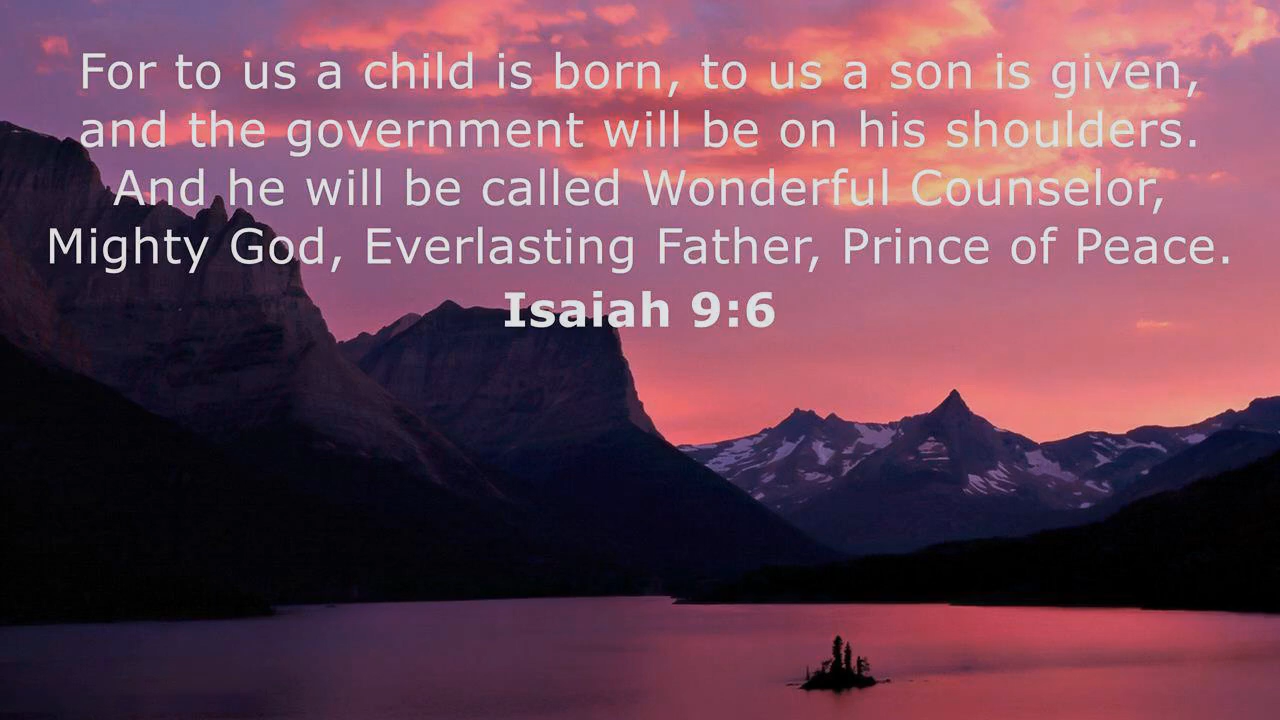 For to us a child is born, to us a son is given,
and the government will be on his shoulders.
And he will be called Wonderful Counselor,
Mighty God, Everlasting Father, Prince of Peace.
Isaiah 9:6